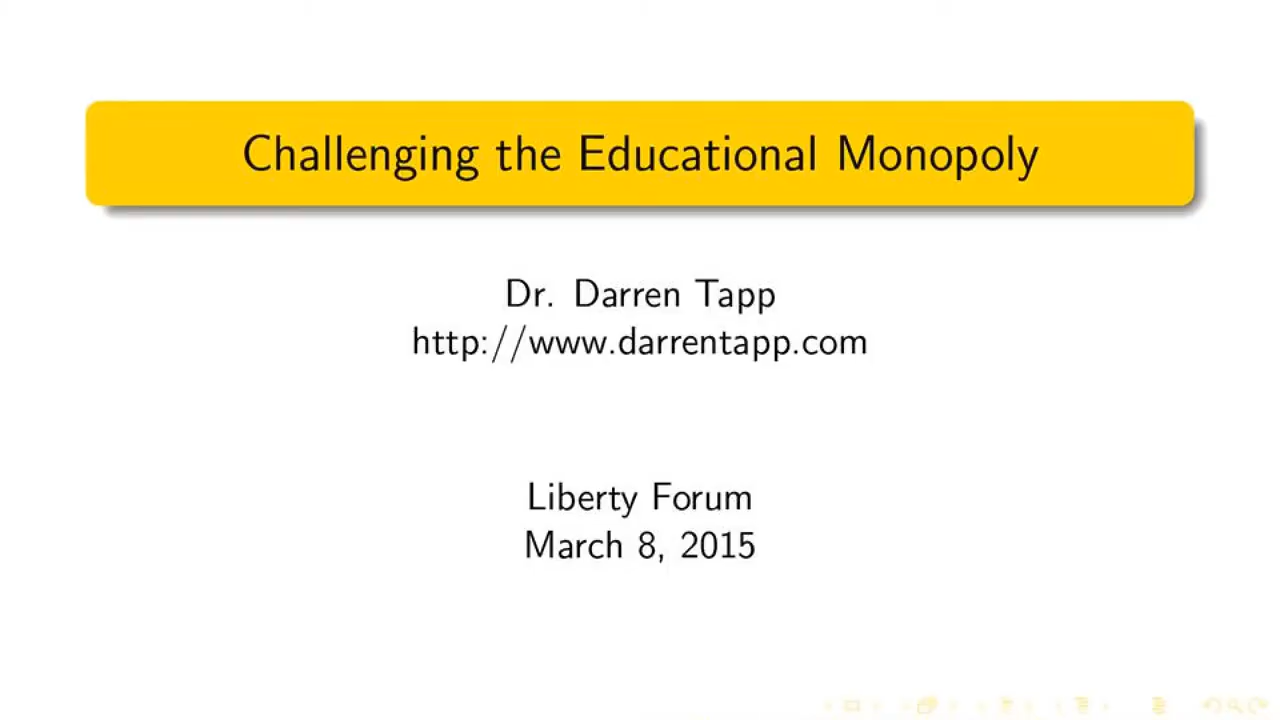 Challenging the Educational Monopoly
Dr. Darren Tapp
http://www.darrentapp.com
Liberty Forum
March 8, 2015